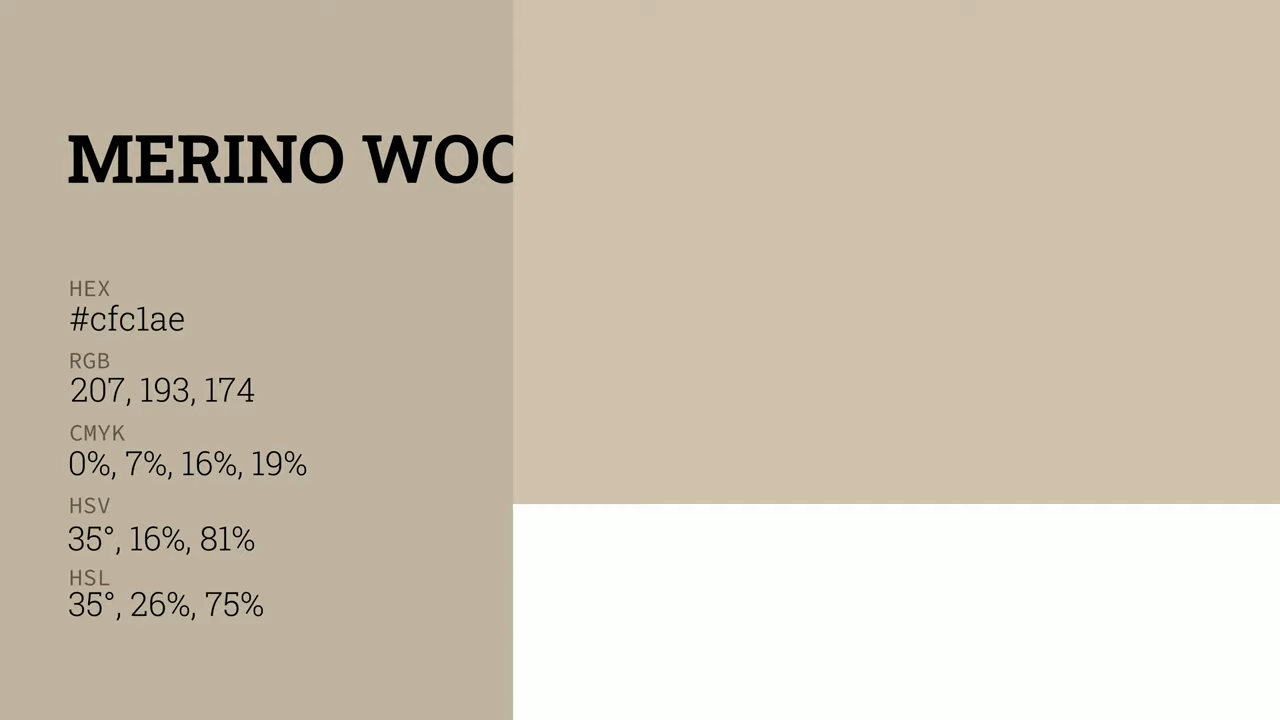 MERINO WOO
HEX
#cfc1ae
RGB
207, 193, 174
CMYK
0%, 7%, 16%, 19%
HSV
35°, 16%, 81%
HSL
35°, 26%, 75%